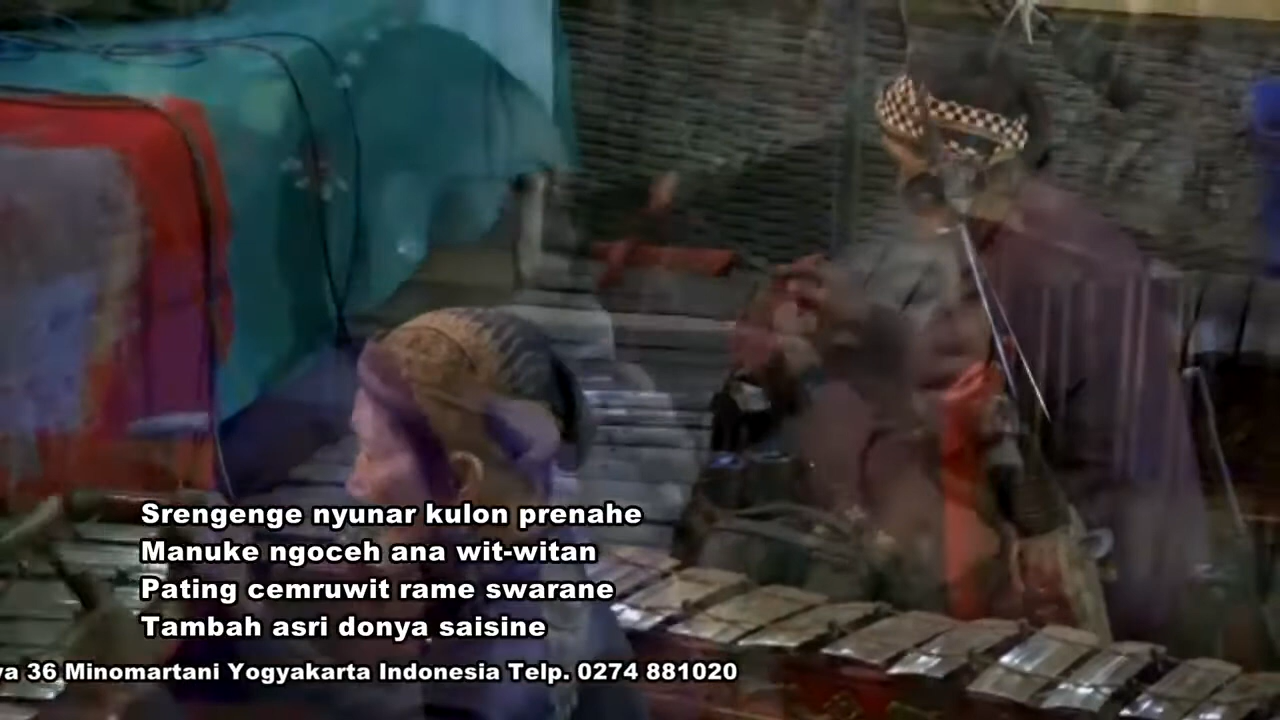 Srengenge nyunar kulon prenahe
Manuke ngoceh ana wit-witan
Pating cemruwit rame swarane
Tambah asri donya saisine
ya 36 Minomartani Yogyakarta Indonesia Telp. 0274 881020